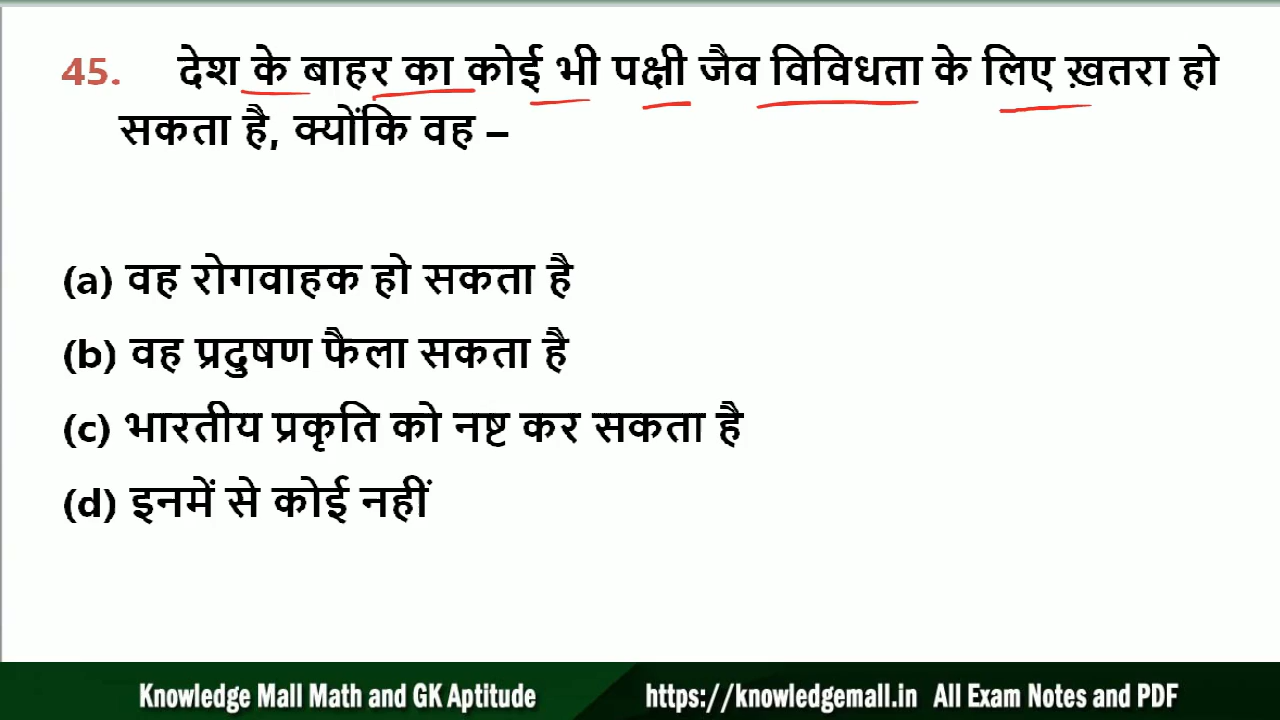 45. देश के बाहर का कोई भी पक्षी जैव विविधता के लिए ख़तरा हो
सकता है, क्योंकि वह –
(a) वह रोगवाहक हो सकता है
(b) वह प्रदुषण फैला सकता है
(c) भारतीय प्रकृति को नष्ट कर सकता है
(d) इनमें से कोई नहीं
Knowledge Mall Math and GK Aptitude https://knowledgemall.in All Exam Notes and PDF